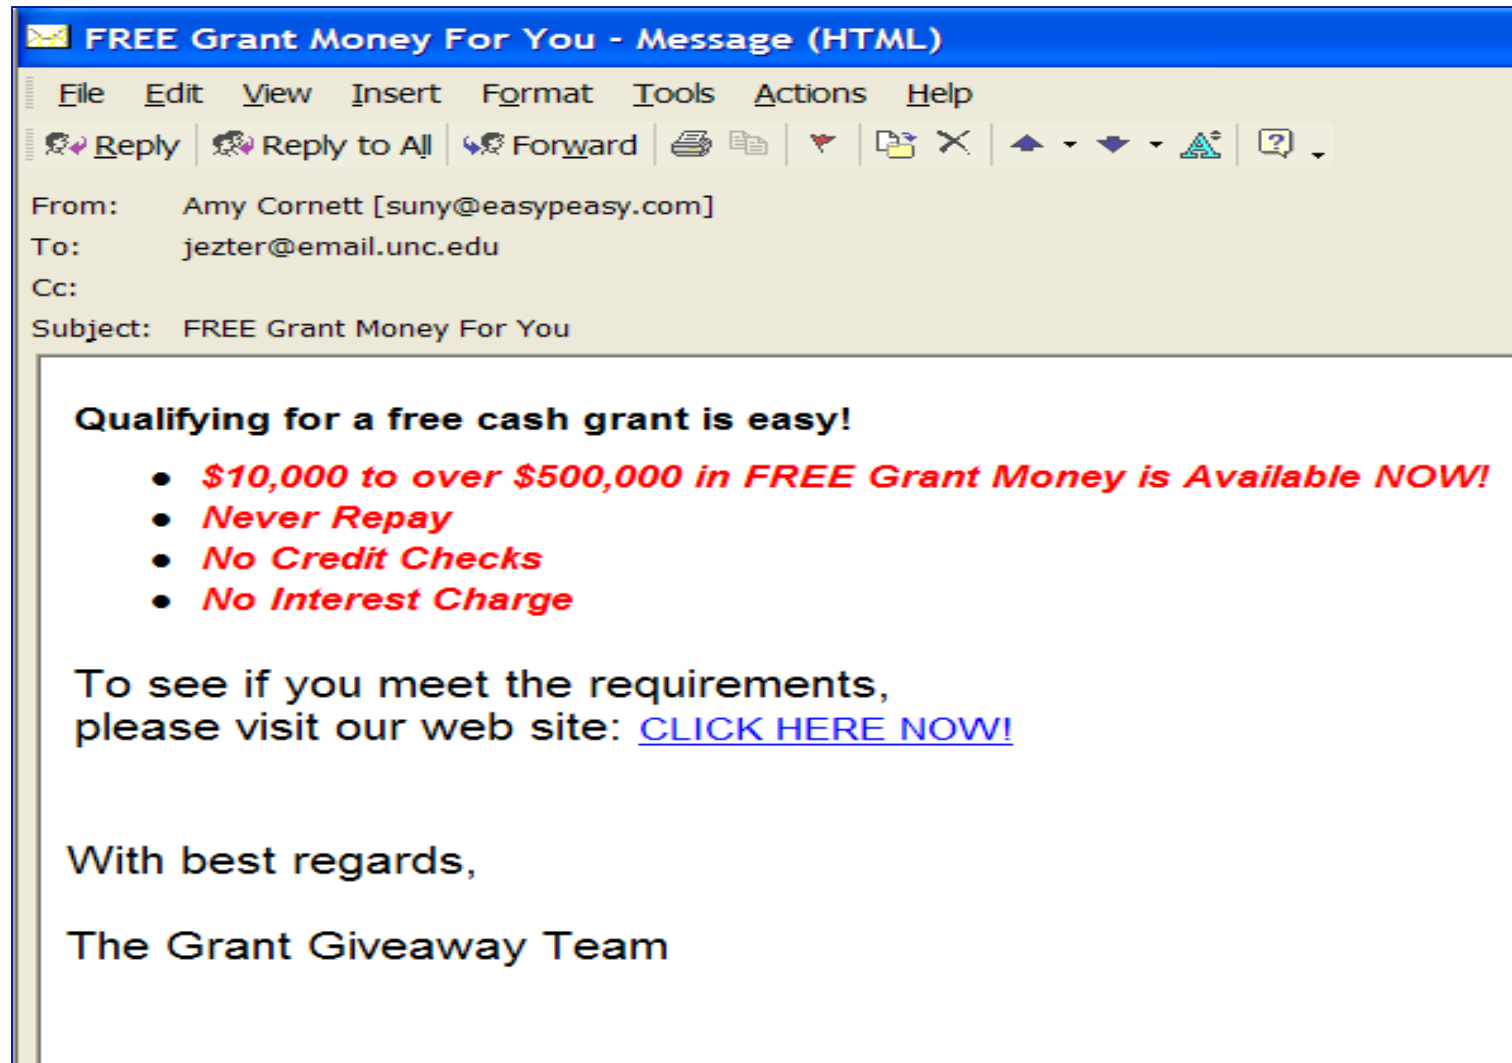 FREE Grant Money For You - Message (HTML)
File Edit View Insert Format Tools Actions Help
Reply Reply to All Forward
From: Amy Cornett [suny@easypeasy.com]
To: jezter@email.unc.edu
Cc:
Subject: FREE Grant Money For You
Qualifying for a free cash grant is easy!
• $10,000 to over $500,000 in FREE Grant Money is Available NOW!
• Never Repay
• No Credit Checks
• No Interest Charge
To see if you meet the requirements,
please visit our web site: CLICK HERE NOW!
With best regards,
The Grant Giveaway Team